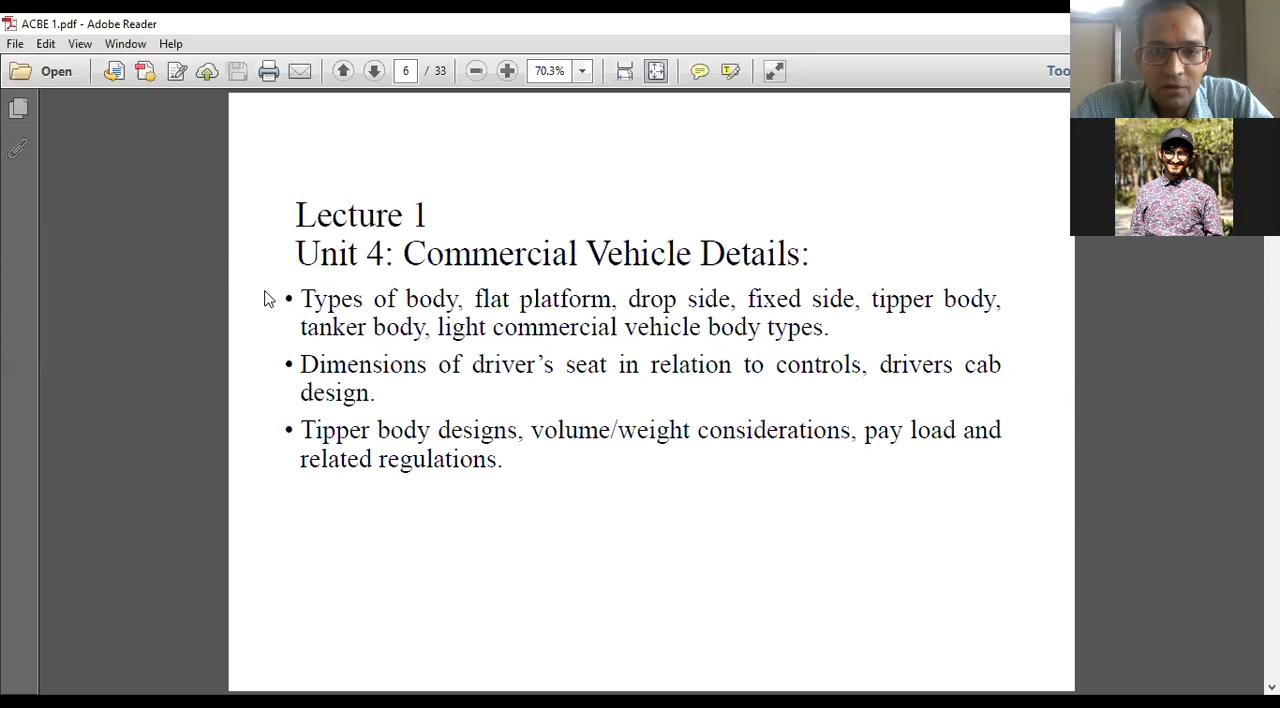 ACBE 1.pdf - Adobe Reader
File Edit View Window Help
Open 6 / 33 70.3% Too
Lecture 1
Unit 4: Commercial Vehicle Details:
• Types of body, flat platform, drop side, fixed side, tipper body,
tanker body, light commercial vehicle body types.
• Dimensions of driver's seat in relation to controls, drivers cab
design.
• Tipper body designs, volume/weight considerations, pay load and
related regulations.